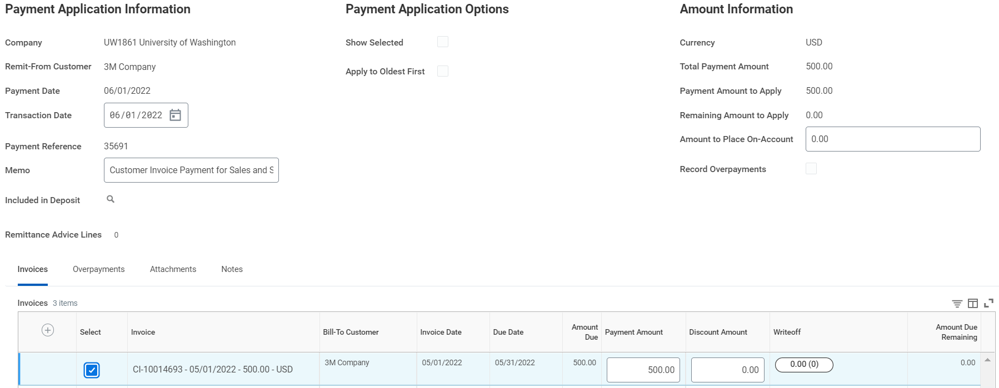 Payment Application Information
Company UW1861 University of Washington
Remit-From Customer 3M Company
Payment Date 06/01/2022
Transaction Date 06/01/2022
Payment Reference 35691
Memo Customer Invoice Payment for Sales and S
Included in Deposit
Remittance Advice Lines 0
Payment Application Options
Show Selected
Apply to Oldest First
Amount Information
Currency USD
Total Payment Amount 500.00
Payment Amount to Apply 500.00
Remaining Amount to Apply 0.00
Amount to Place On-Account 0.00
Record Overpayments
Invoices Overpayments Attachments Notes
Invoices 3 items
Select Invoice Bill-To Customer Invoice Date Due Date Amount Due Payment Amount Discount Amount Writeoff Amount Due Remaining
CI-10014693 - 05/01/2022 - 500.00 - USD 3M Company 05/01/2022 05/31/2022 500.00 500.00 0.00 0.00 (0) 0.00